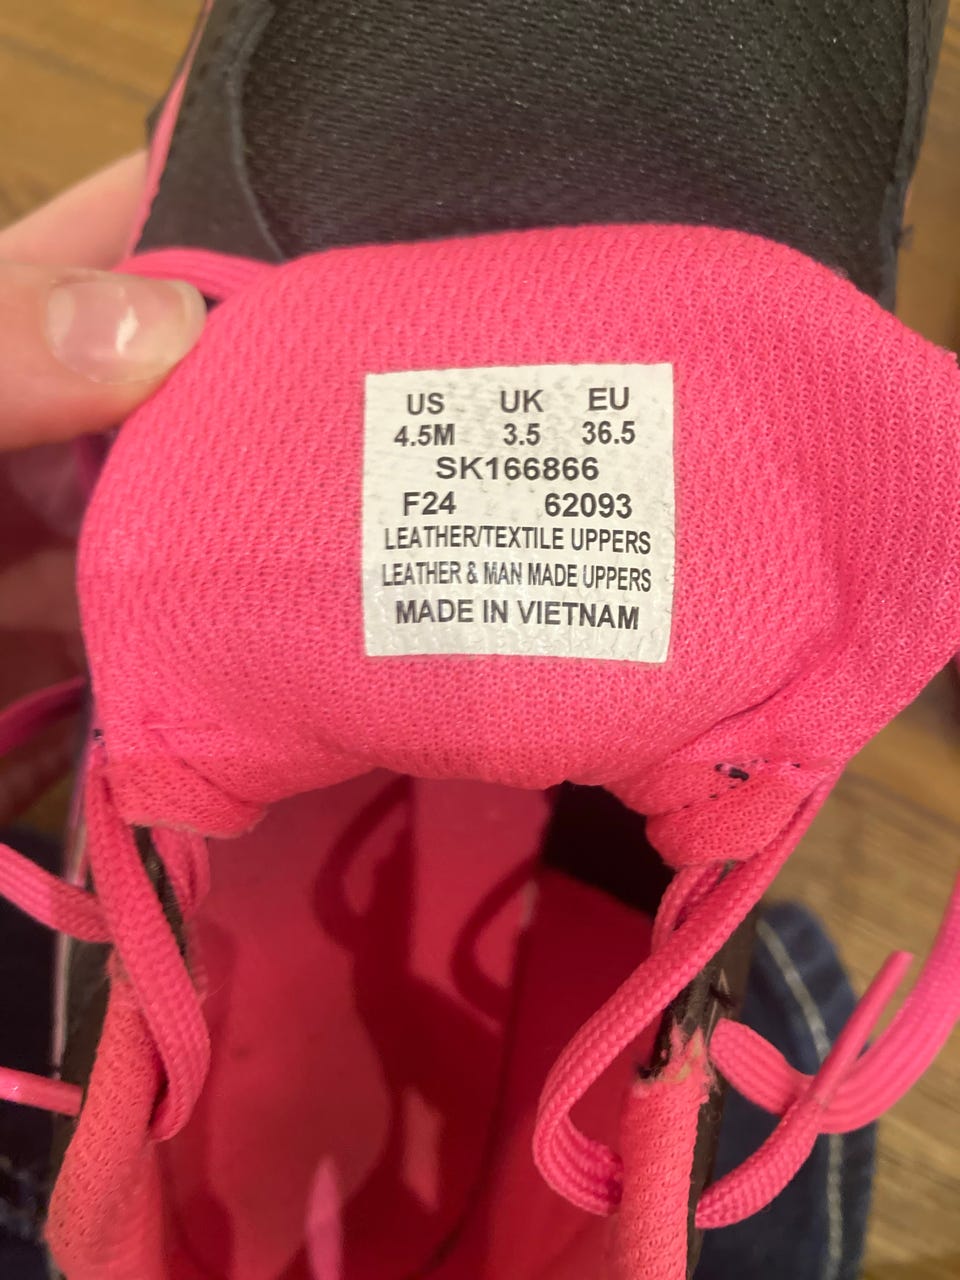 US UK EU
4.5M 3.5 36.5
SK166866
F24 62093
LEATHER/TEXTILE UPPERS
LEATHER & MAN MADE UPPERS
MADE IN VIETNAM